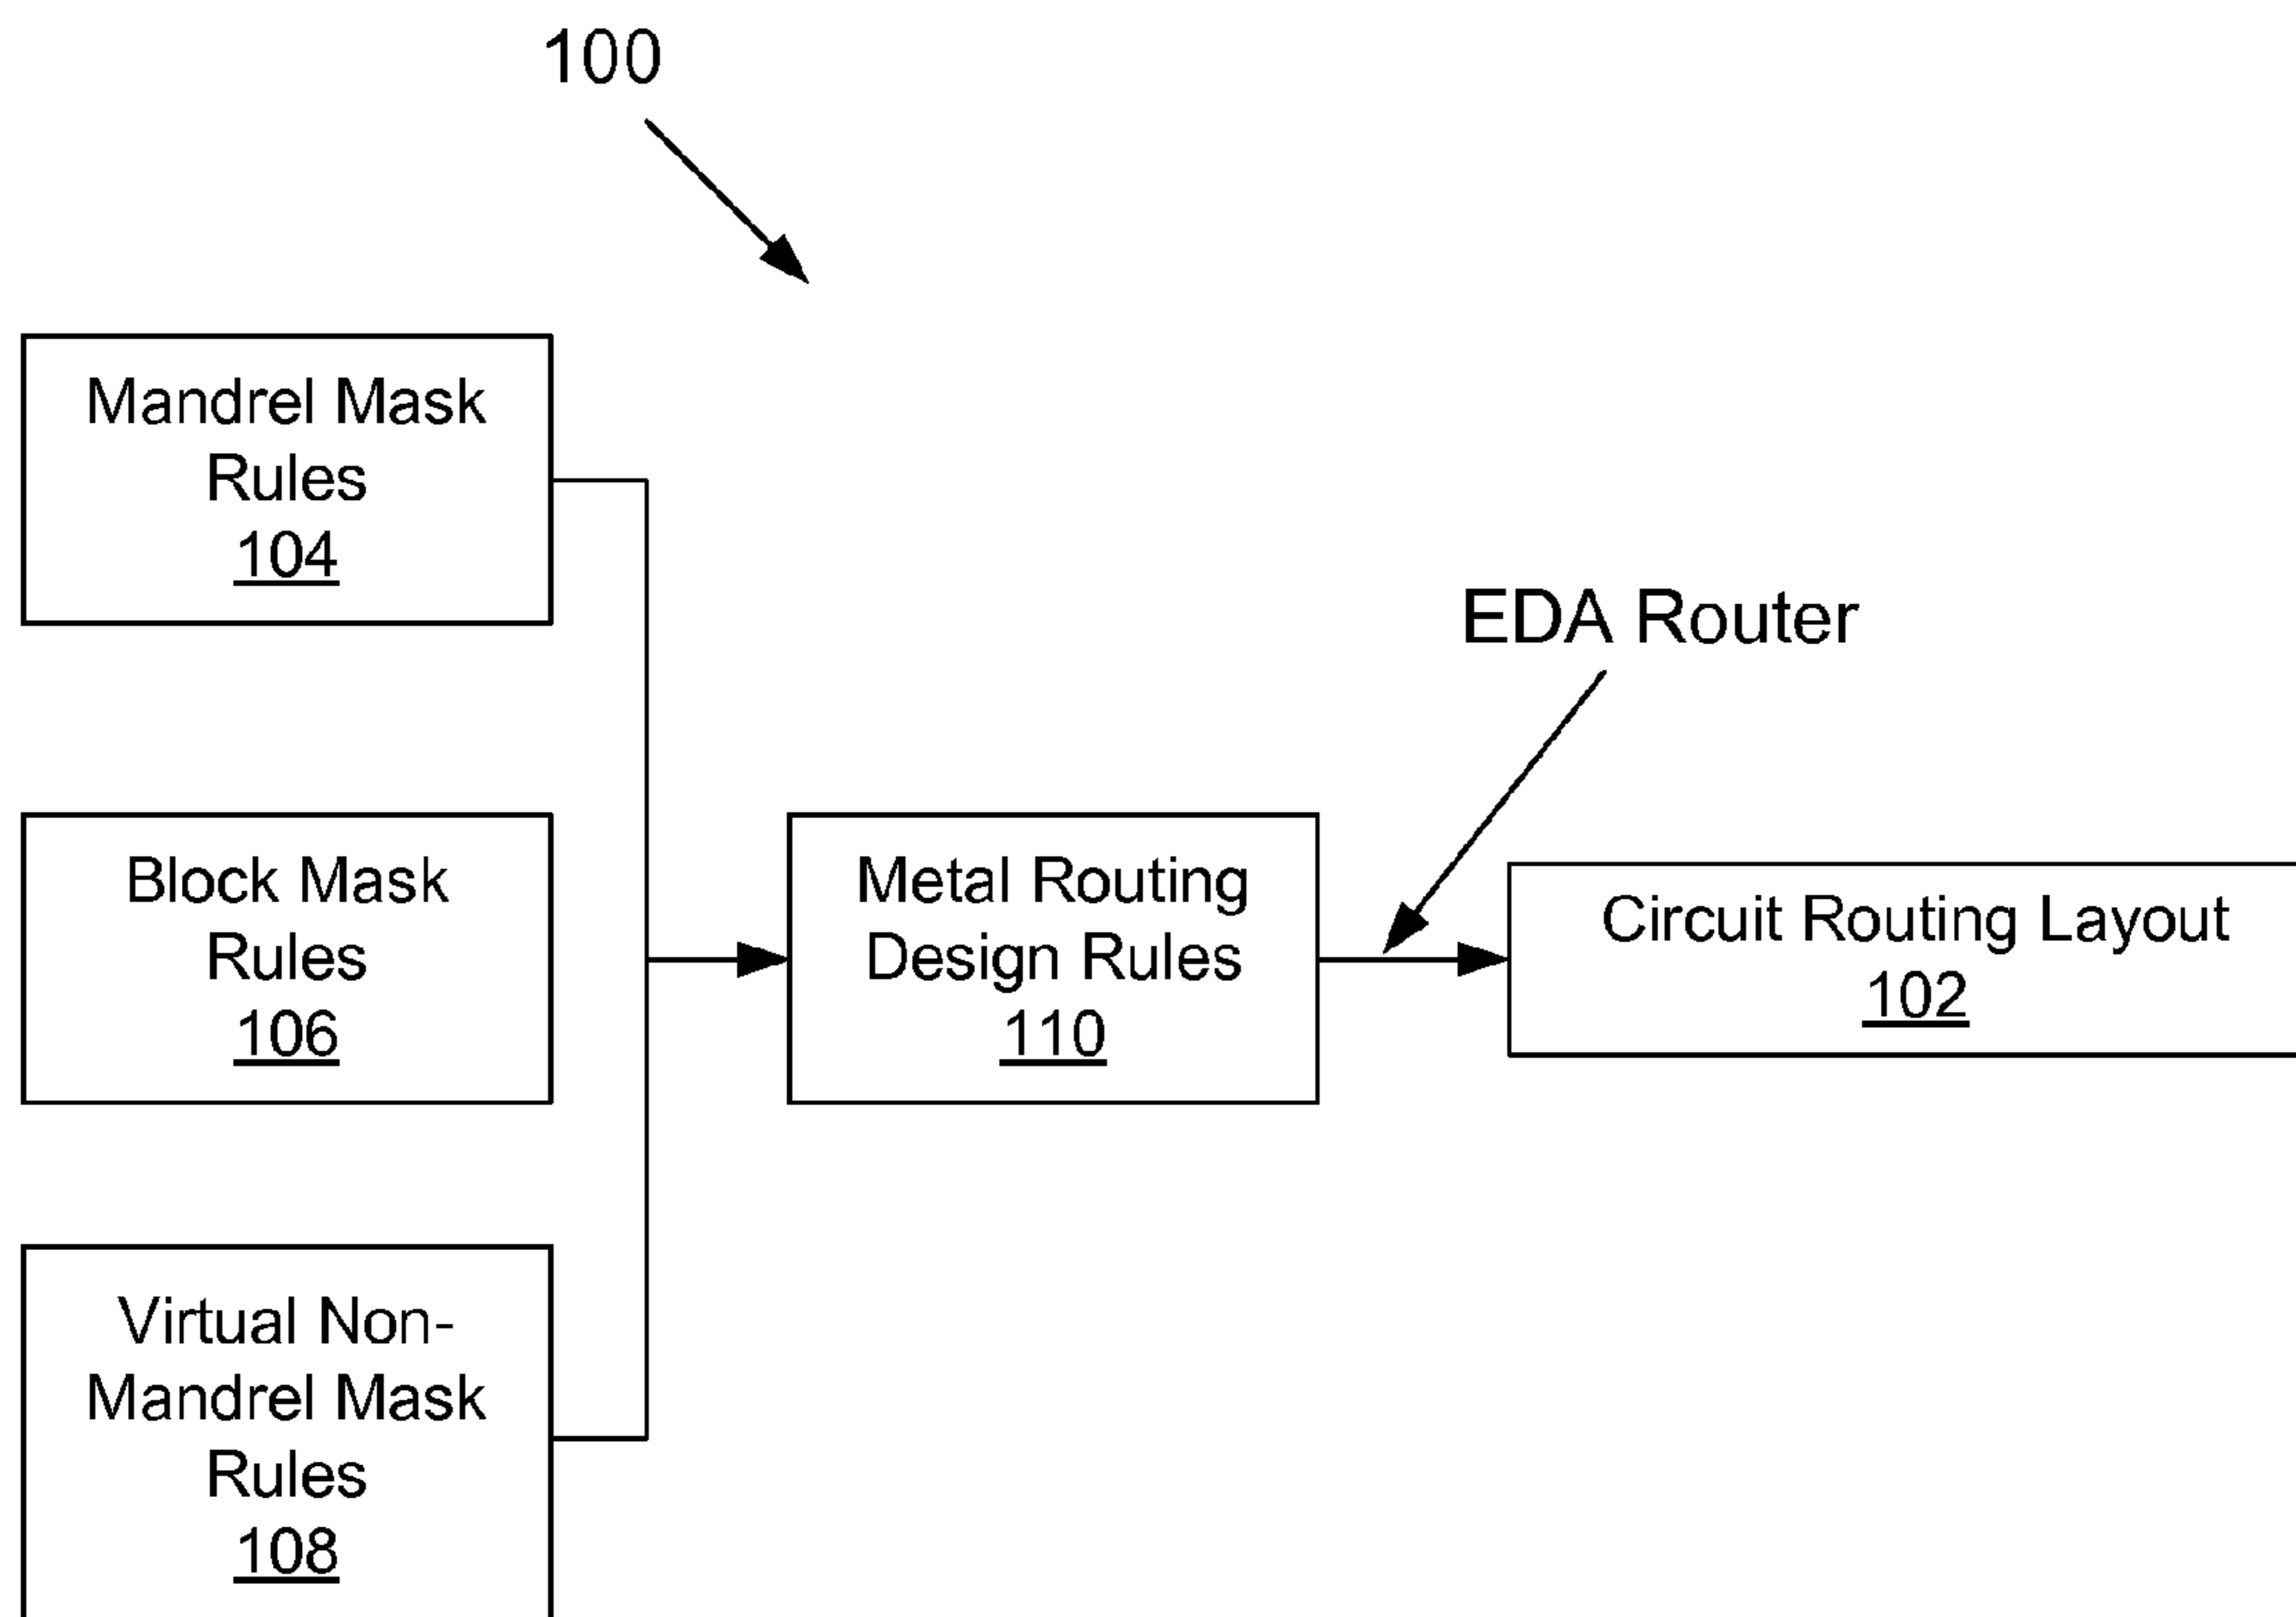 100
Mandrel Mask
Rules
104
EDA Router
Block Mask
Rules
106
Metal Routing
Design Rules
110
Circuit Routing Layout
102
Virtual Non-
Mandrel Mask
Rules
108